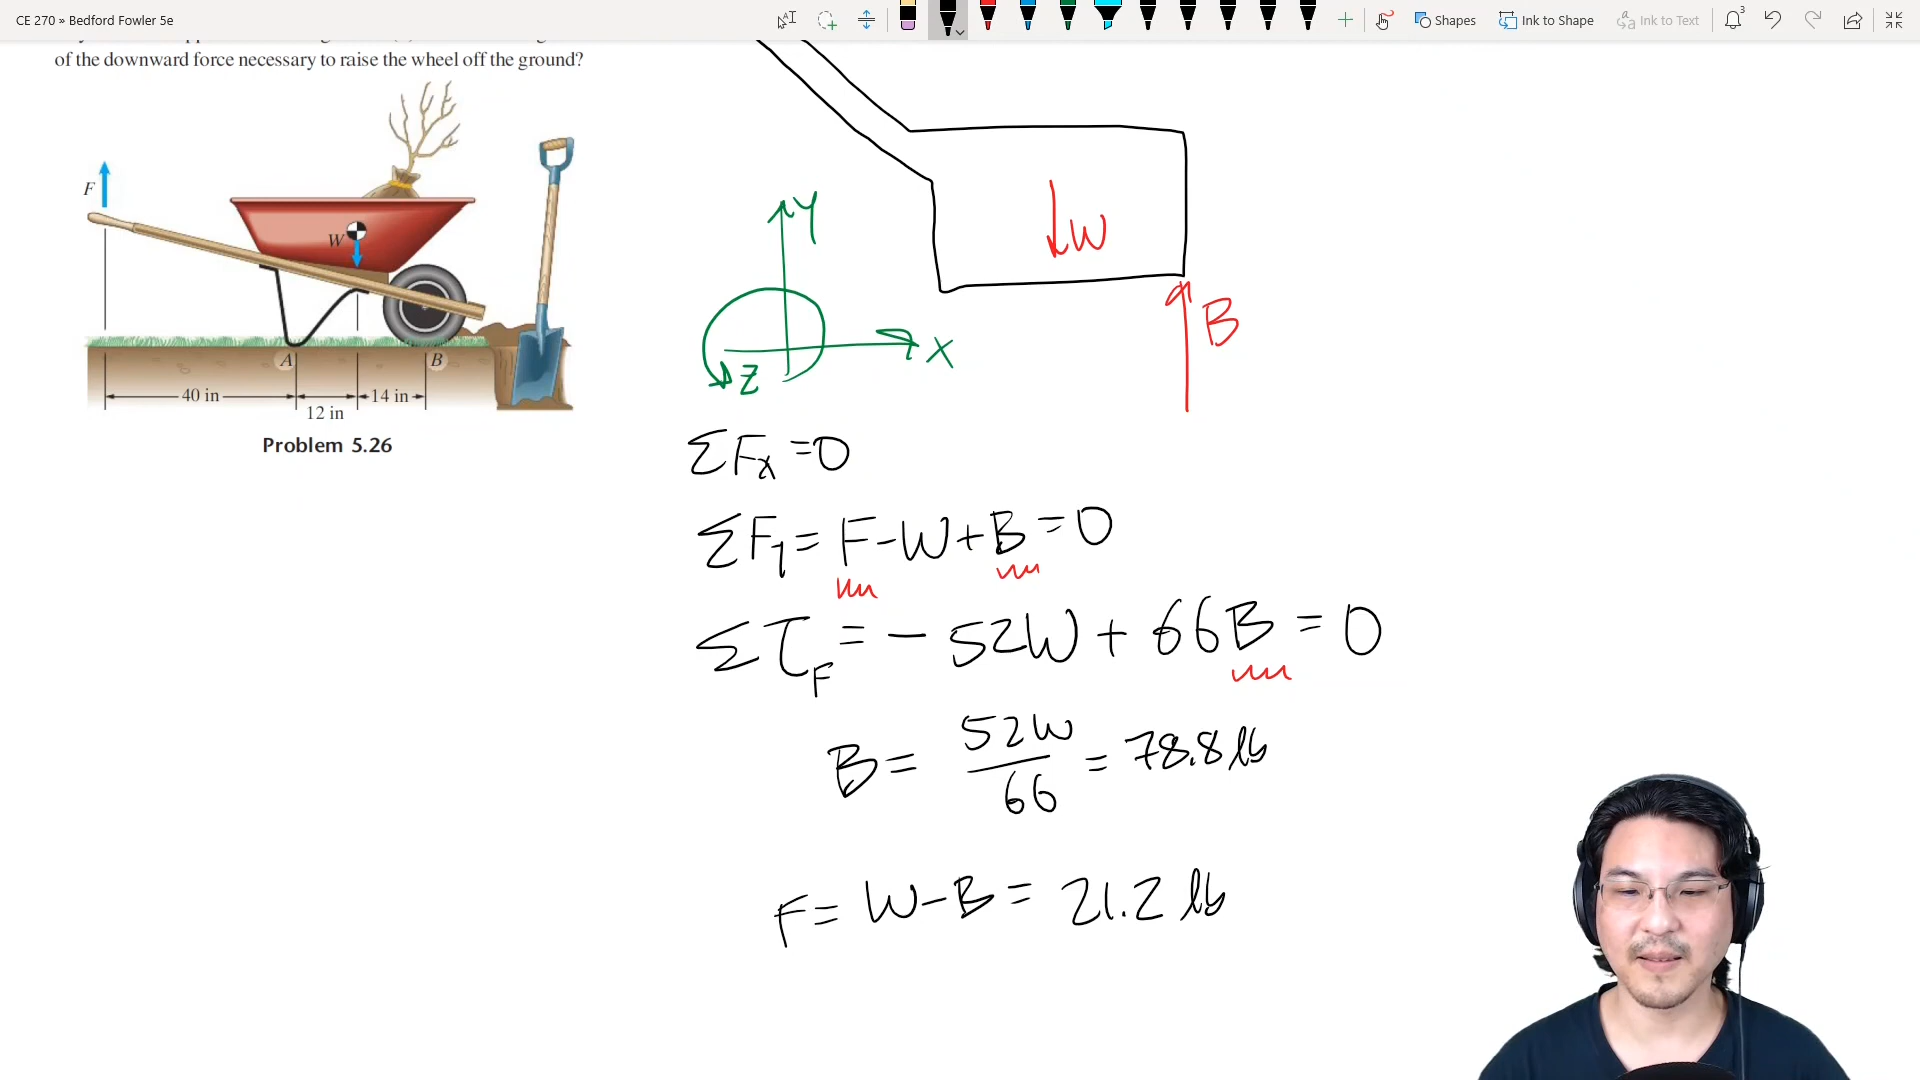 CE 270 » Bedford Fowler 5e
Shapes
Ink to Shape
Ink to Text
3
of the downward force necessary to raise the wheel off the ground?
F
W
A
B
40 in
12 in
14 in
Problem 5.26
W
B
Y
X
Z
ΣFx = 0
ΣFy = F - W + B = 0
ΣτF = - 52W + 66B = 0
B = 52W/66 = 78.8 lb
F = W - B = 21.2 lb